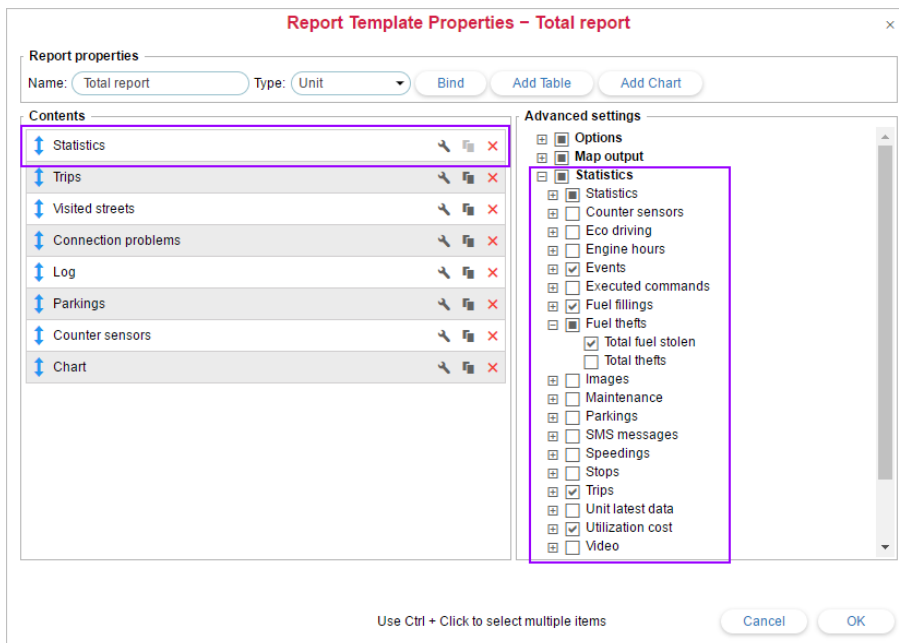 Report Template Properties – Total report
×
Report properties
Name: Total report Type: Unit Bind Add Table Add Chart
Contents
Statistics
Trips
Visited streets
Connection problems
Log
Parkings
Counter sensors
Chart
Advanced settings
Options
Map output
Statistics
Statistics
Counter sensors
Eco driving
Engine hours
Events
Executed commands
Fuel fillings
Fuel thefts
Total fuel stolen
Total thefts
Images
Maintenance
Parkings
SMS messages
Speedings
Stops
Trips
Unit latest data
Utilization cost
Video
Use Ctrl + Click to select multiple items Cancel OK